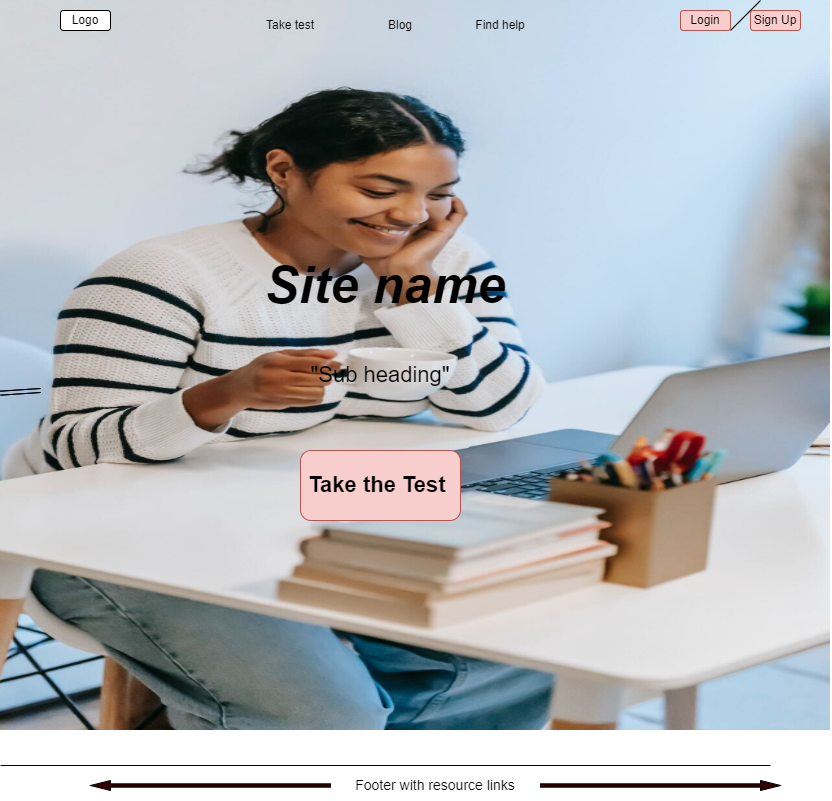 Logo
Take test
Blog
Find help
Login
Sign Up
Site name
"Sub heading"
Take the Test
Footer with resource links